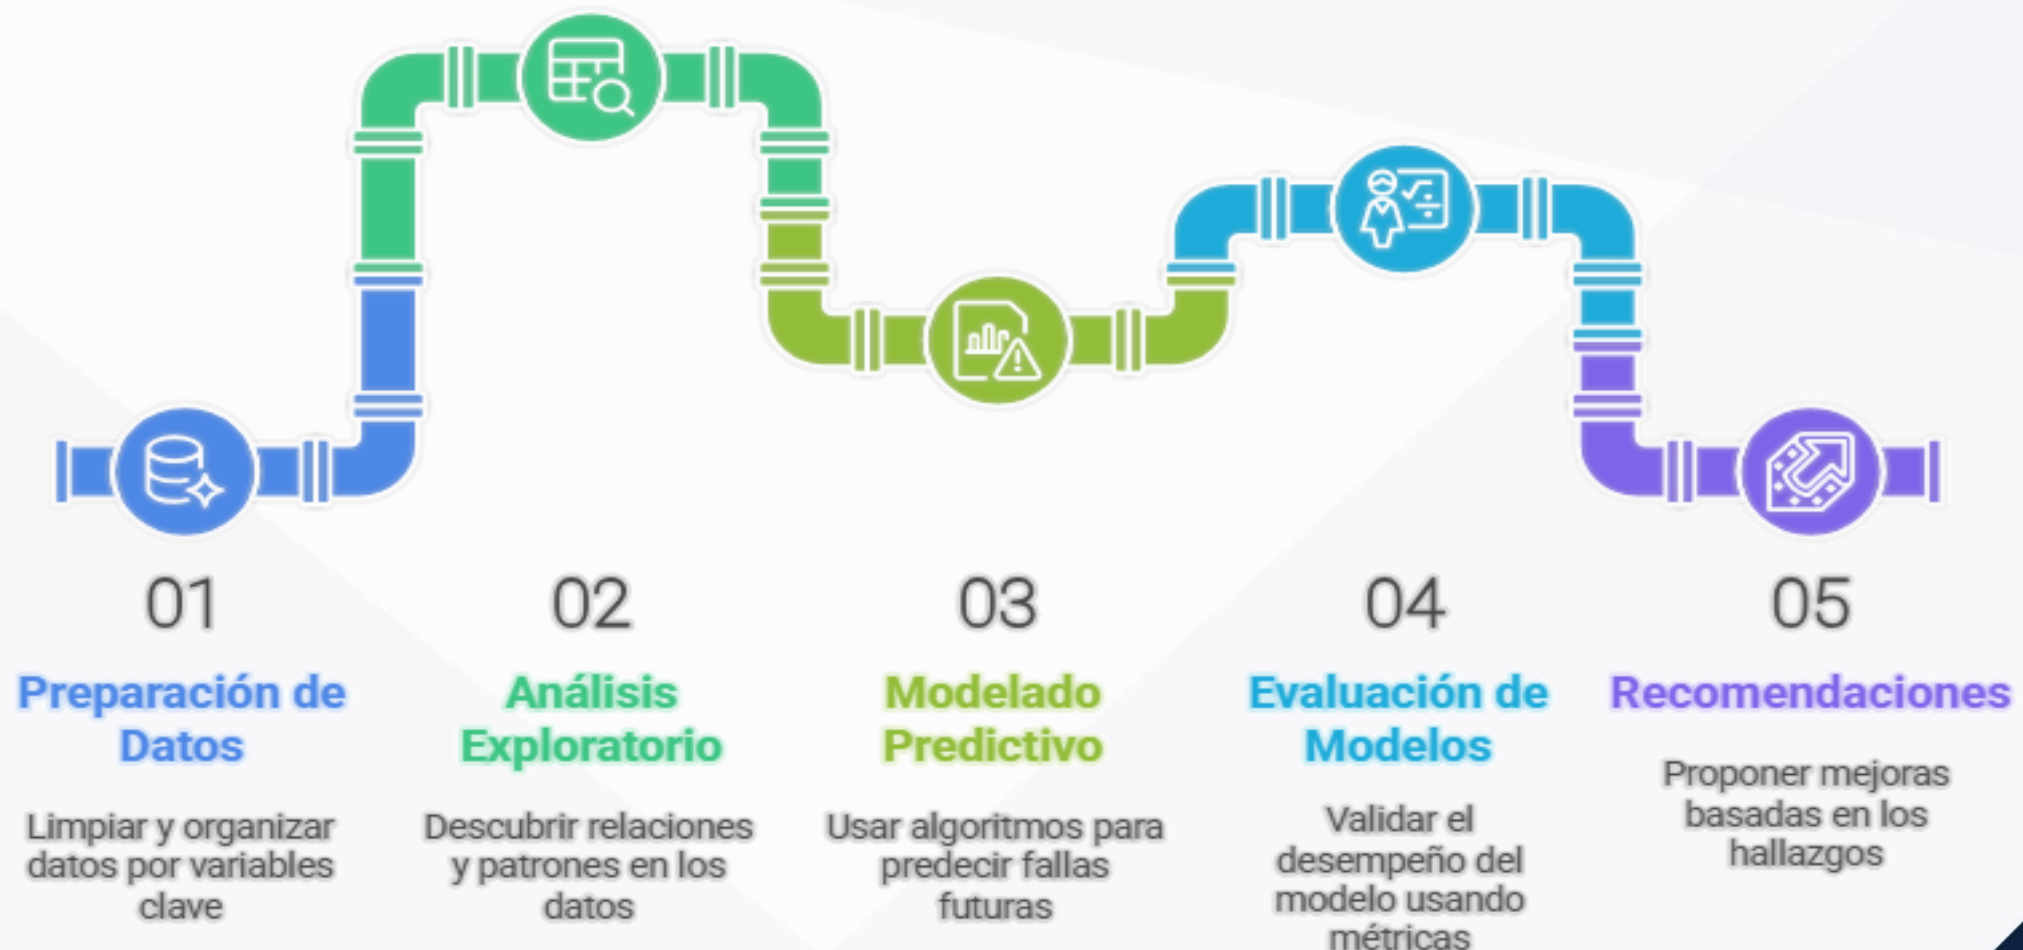 01
Preparación de
Datos
Limpiar y organizar
datos por variables
clave
02
Análisis
Exploratorio
Descubrir relaciones
y patrones en los
datos
03
Modelado
Predictivo
Usar algoritmos para
predecir fallas
futuras
04
Evaluación de
Modelos
Validar el
desempeño del
modelo usando
métricas
05
Recomendaciones
Proponer mejoras
basadas en los
hallazgos